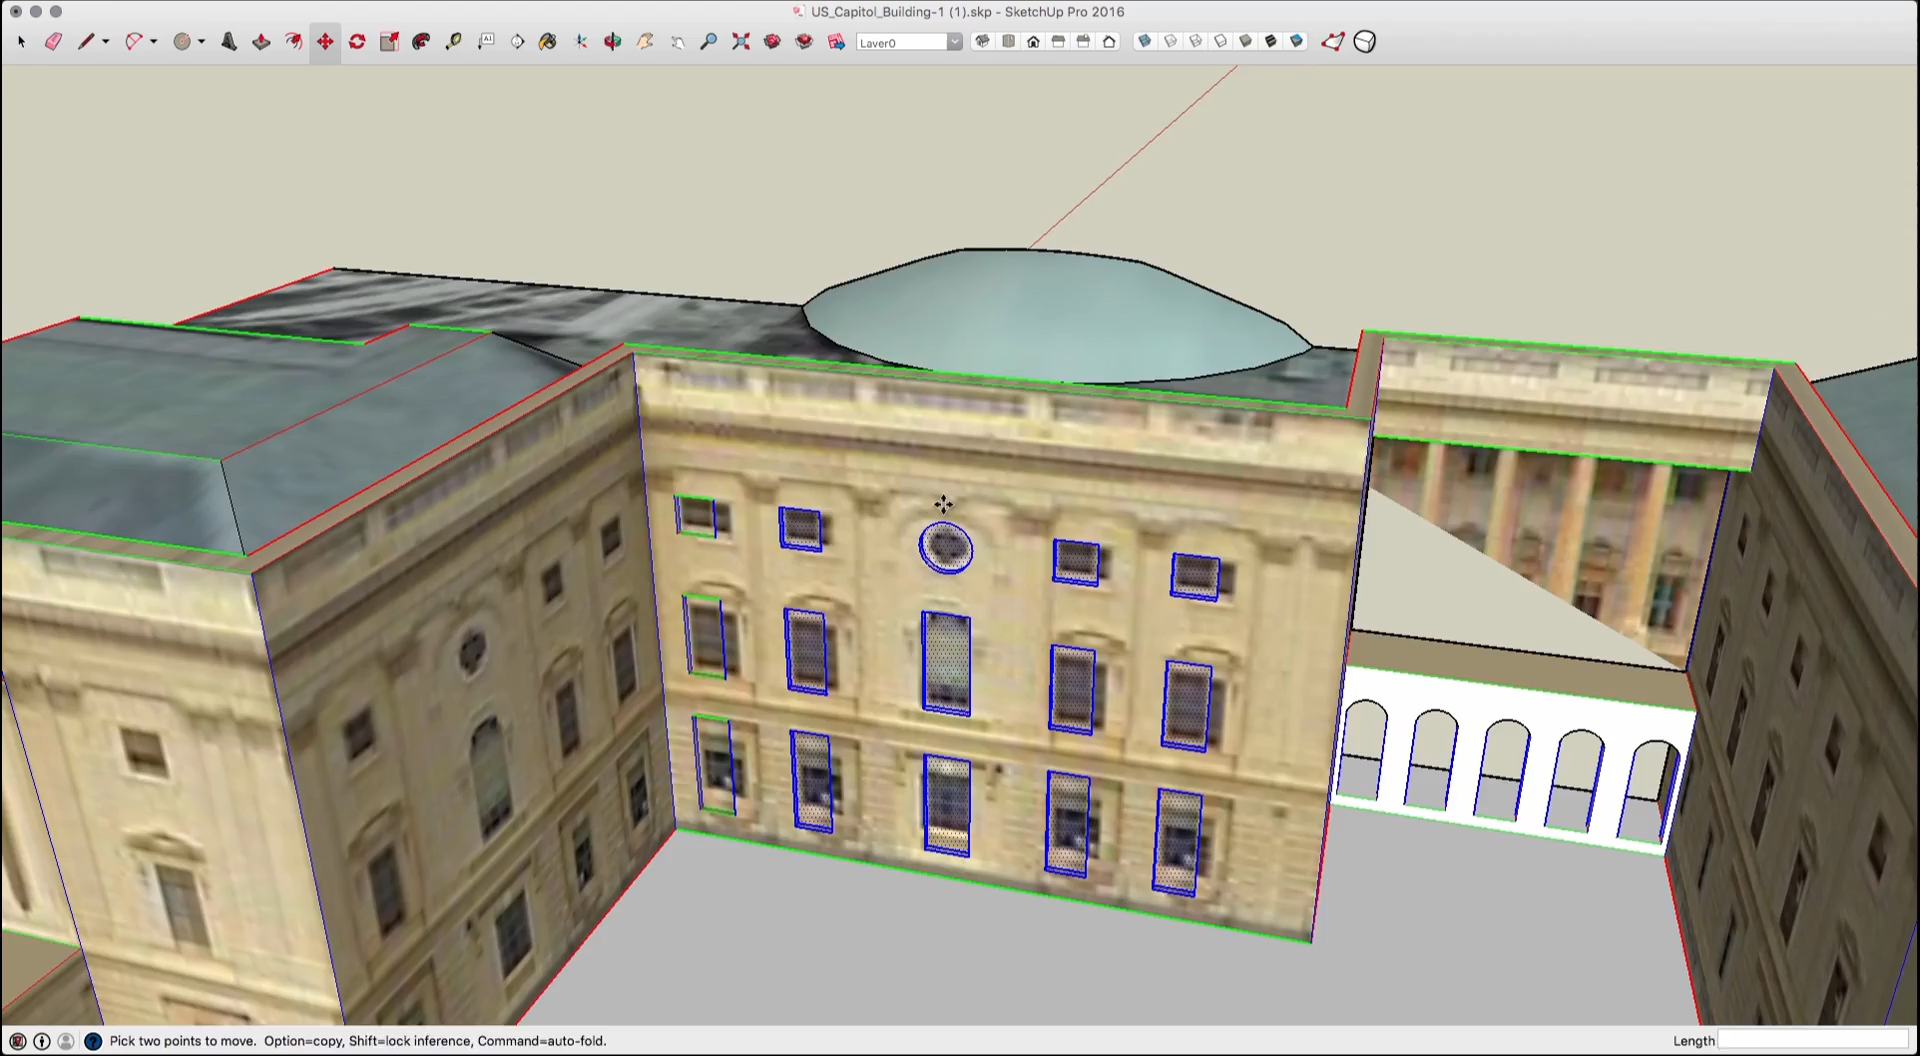 US_Capitol_Building-1 (1).skp - SketchUp Pro 2016
A1
Layer0
Pick two points to move. Option=copy, Shift=lock inference, Command=auto-fold.
Length